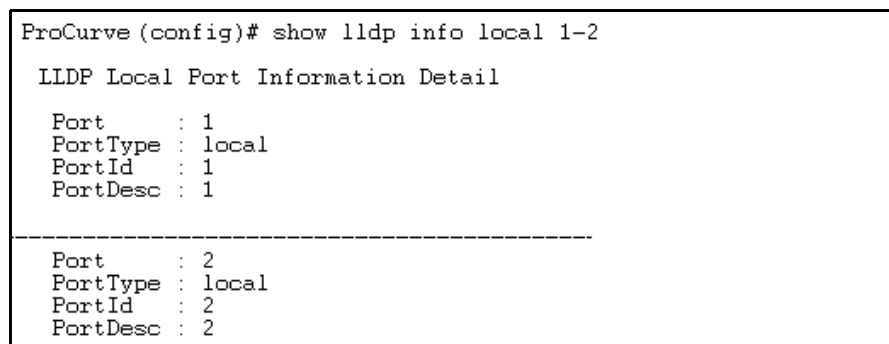 ProCurve (config)# show lldp info local 1-2
LLDP Local Port Information Detail
Port : 1
PortType : local
PortId : 1
PortDesc : 1
------------------------------------------------
Port : 2
PortType : local
PortId : 2
PortDesc : 2